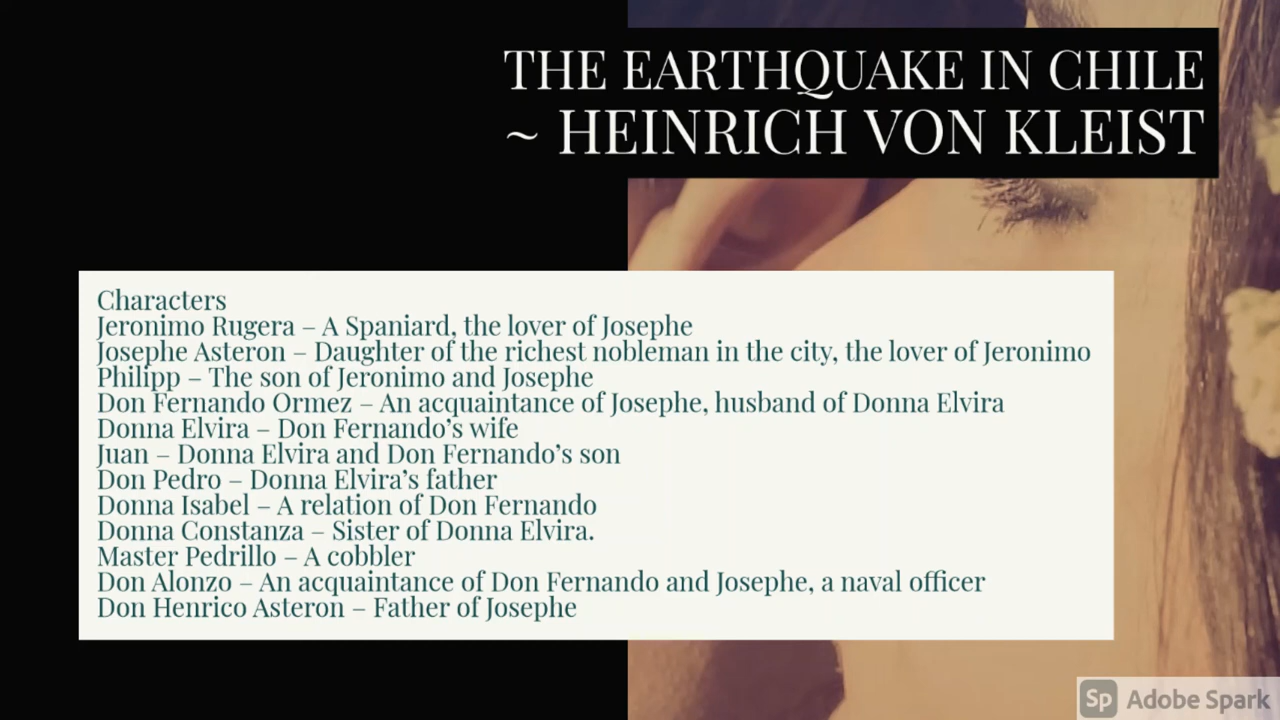 THE EARTHQUAKE IN CHILE
~ HEINRICH VON KLEIST
Characters
Jeronimo Rugera – A Spaniard, the lover of Josephe
Josephe Asteron – Daughter of the richest nobleman in the city, the lover of Jeronimo
Philipp – The son of Jeronimo and Josephe
Don Fernando Ormez – An acquaintance of Josephe, husband of Donna Elvira
Donna Elvira – Don Fernando’s wife
Juan – Donna Elvira and Don Fernando’s son
Don Pedro – Donna Elvira’s father
Donna Isabel – A relation of Don Fernando
Donna Constanza – Sister of Donna Elvira.
Master Pedrillo – A cobbler
Don Alonzo – An acquaintance of Don Fernando and Josephe, a naval officer
Don Henrico Asteron – Father of Josephe
Sp Adobe Spark